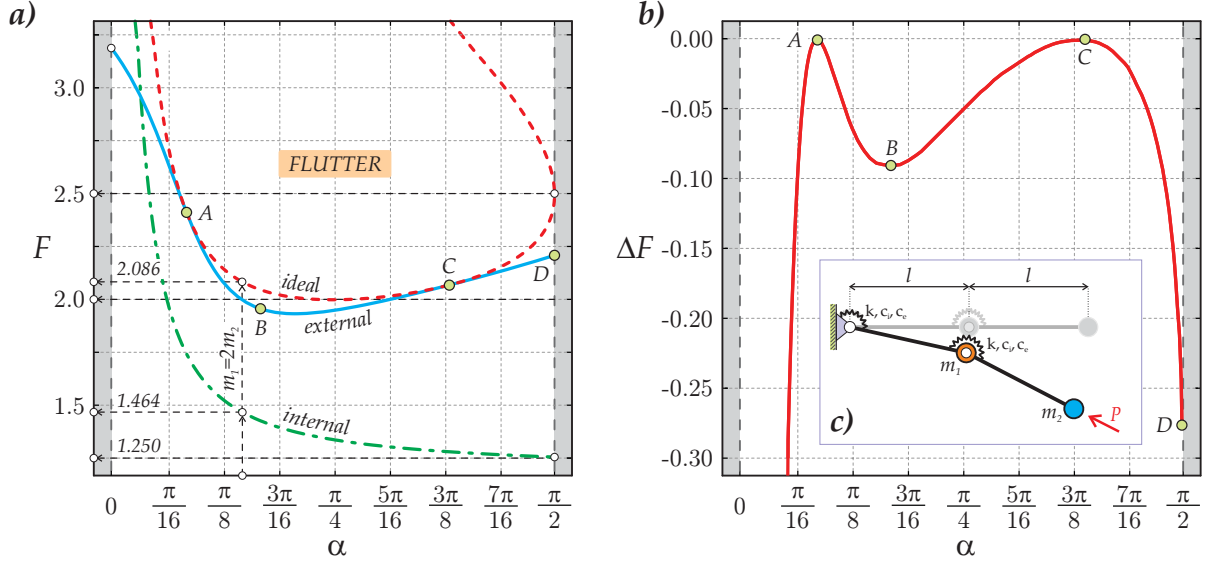 a)
F
3.0
2.5
2.0
1.5
2.086
1.464
1.250
FLUTTER
A
B
C
D
ideal
external
internal
m₁=2m₂
0 π/16 π/8 3π/16 π/4 5π/16 3π/8 7π/16 π/2
α
b)
ΔF
0.00
-0.05
-0.10
-0.15
-0.20
-0.25
-0.30
A
B
C
D
c)
l l
k, cᵢ, cₑ
k, cᵢ, cₑ
m₁
m₂
P
0 π/16 π/8 3π/16 π/4 5π/16 3π/8 7π/16 π/2
α